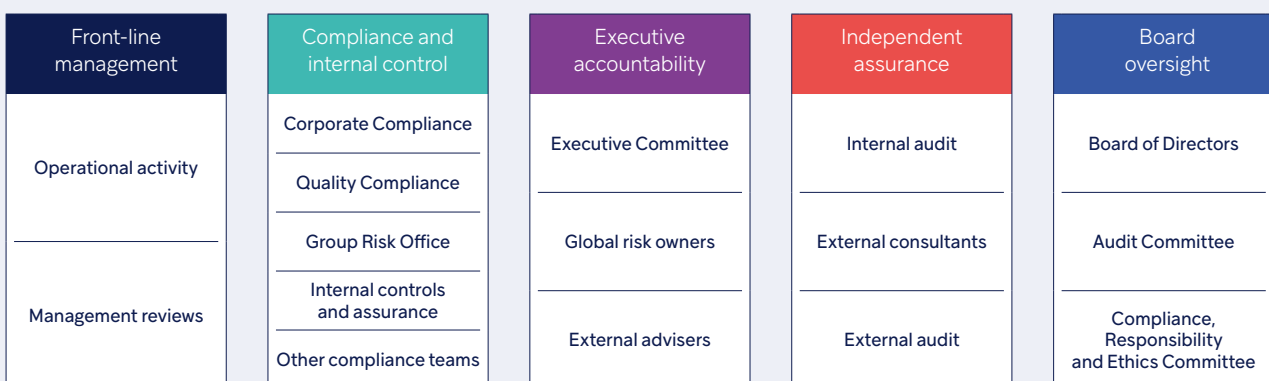 Front-line
management
Operational activity
Management reviews
Compliance and
internal control
Corporate Compliance
Quality Compliance
Group Risk Office
Internal controls
and assurance
Other compliance teams
Executive
accountability
Executive Committee
Global risk owners
External advisers
Independent
assurance
Internal audit
External consultants
External audit
Board
oversight
Board of Directors
Audit Committee
Compliance,
Responsibility
and Ethics Committee